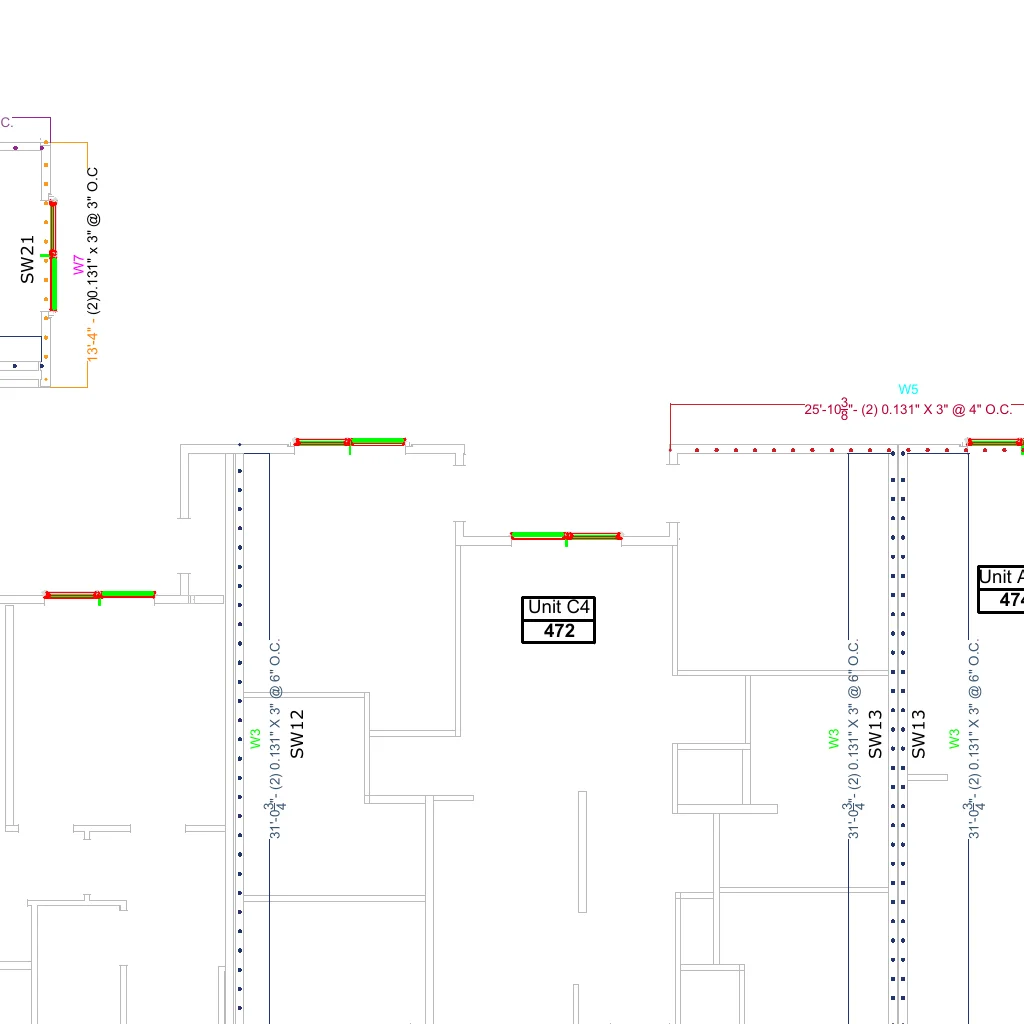 C.
SW21
W7
13'-4" - (2)0.131" x 3" @ 3" O.C
W5
25'-10 3/8"- (2) 0.131" X 3" @ 4" O.C.
Unit C4
472
Unit A
474
W3
31'-0 3/4"- (2) 0.131" X 3" @ 6" O.C.
SW12
W3
31'-0 3/4"- (2) 0.131" X 3" @ 6" O.C.
SW13
SW13
W3
31'-0 3/4"- (2) 0.131" X 3" @ 6" O.C.